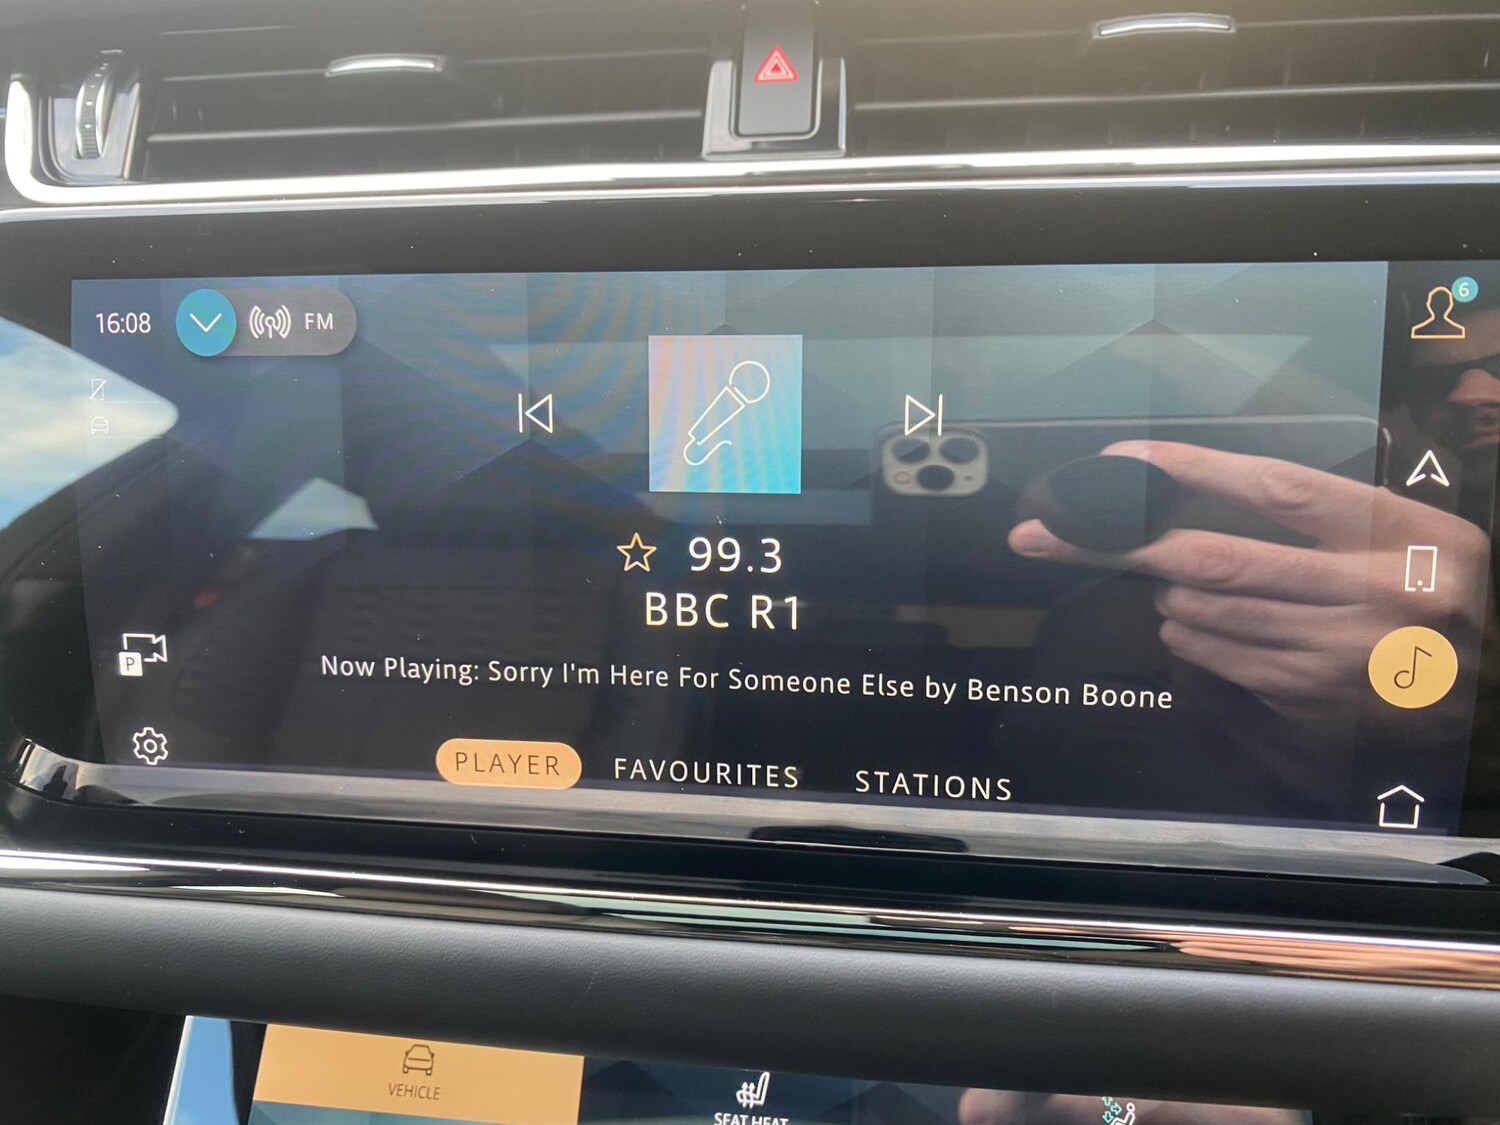 16:08
FM
6
99.3
BBC R1
Now Playing: Sorry I'm Here For Someone Else by Benson Boone
P
PLAYER FAVOURITES STATIONS
VEHICLE
SEAT HEAT